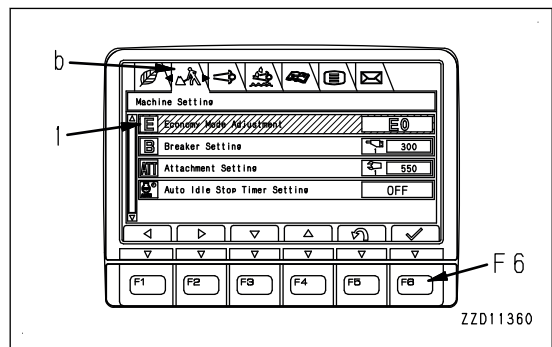 b
Machine Setting
1
E Economy Mode Adjustment E0
B Breaker Setting 300
ATT Attachment Setting 550
Auto Idle Stop Timer Setting OFF
F1 F2 F3 F4 F5 F6
F6
ZZD11360